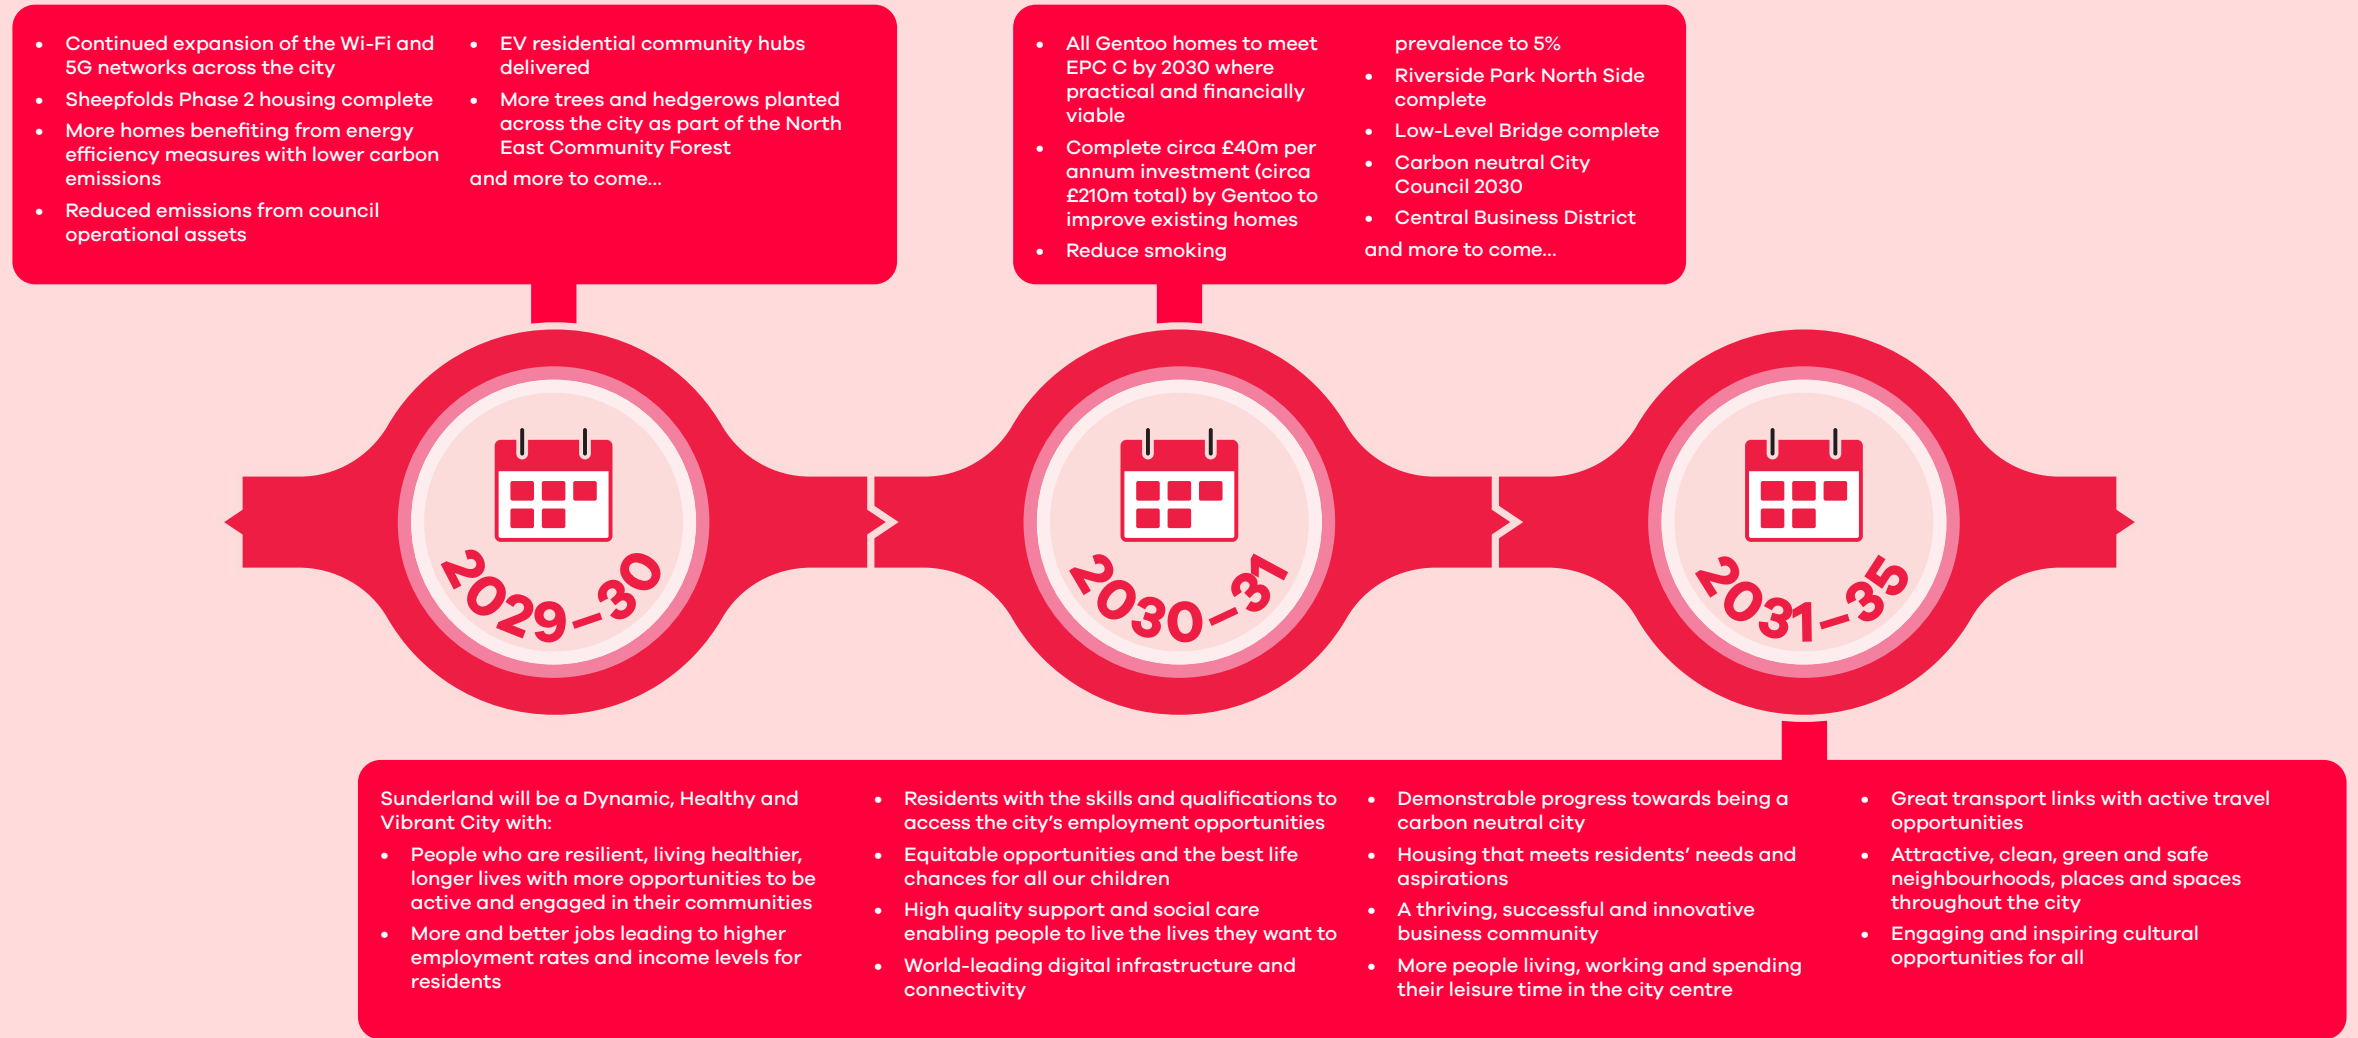 • Continued expansion of the Wi-Fi and
5G networks across the city
• Sheepfolds Phase 2 housing complete
• More homes benefiting from energy
efficiency measures with lower carbon
emissions
• Reduced emissions from council
operational assets
• EV residential community hubs
delivered
• More trees and hedgerows planted
across the city as part of the North
East Community Forest
and more to come...
• All Gentoo homes to meet
EPC C by 2030 where
practical and financially
viable
• Complete circa £40m per
annum investment (circa
£210m total) by Gentoo to
improve existing homes
• Reduce smoking
prevalence to 5%
• Riverside Park North Side
complete
• Low-Level Bridge complete
• Carbon neutral City
Council 2030
• Central Business District
and more to come...
2029–30
2030–31
2031–35
Sunderland will be a Dynamic, Healthy and
Vibrant City with:
• People who are resilient, living healthier,
longer lives with more opportunities to be
active and engaged in their communities
• More and better jobs leading to higher
employment rates and income levels for
residents
• Residents with the skills and qualifications to
access the city’s employment opportunities
• Equitable opportunities and the best life
chances for all our children
• High quality support and social care
enabling people to live the lives they want to
• World-leading digital infrastructure and
connectivity
• Demonstrable progress towards being a
carbon neutral city
• Housing that meets residents’ needs and
aspirations
• A thriving, successful and innovative
business community
• More people living, working and spending
their leisure time in the city centre
• Great transport links with active travel
opportunities
• Attractive, clean, green and safe
neighbourhoods, places and spaces
throughout the city
• Engaging and inspiring cultural
opportunities for all